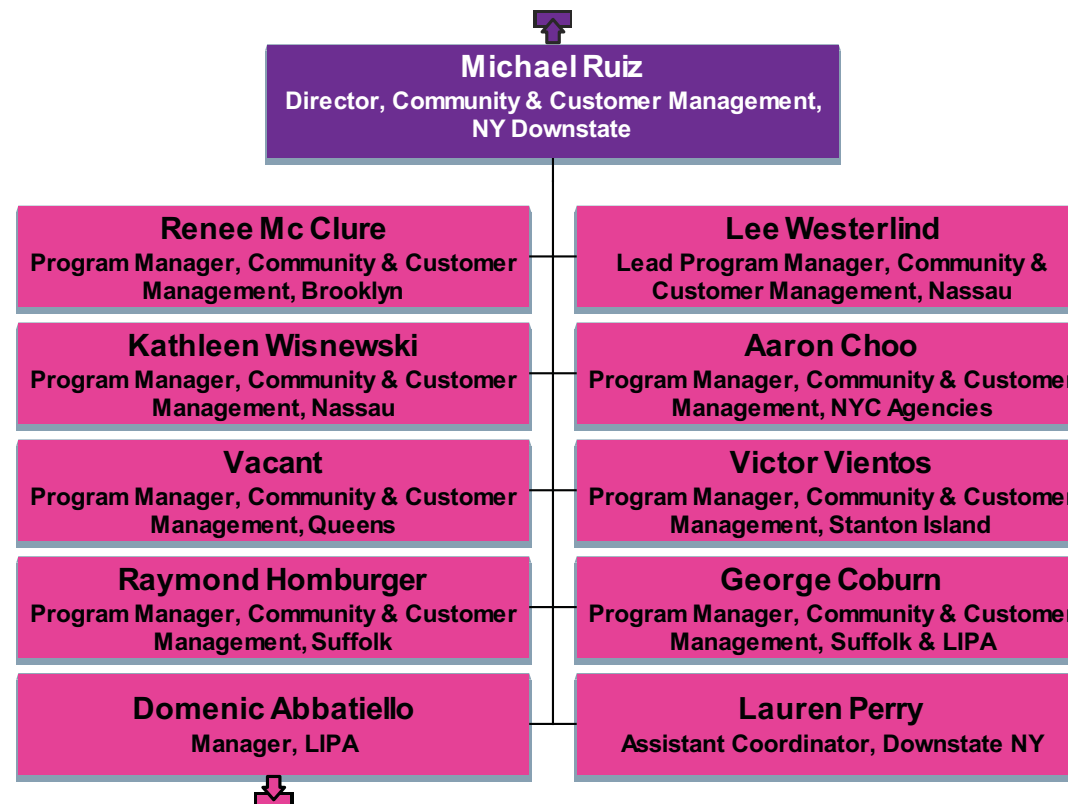 Michael Ruiz
Director, Community & Customer Management,
NY Downstate
Renee Mc Clure
Program Manager, Community & Customer
Management, Brooklyn
Lee Westerlind
Lead Program Manager, Community &
Customer Management, Nassau
Kathleen Wisnewski
Program Manager, Community & Customer
Management, Nassau
Aaron Choo
Program Manager, Community & Customer
Management, NYC Agencies
Vacant
Program Manager, Community & Customer
Management, Queens
Victor Vientos
Program Manager, Community & Customer
Management, Stanton Island
Raymond Homburger
Program Manager, Community & Customer
Management, Suffolk
George Coburn
Program Manager, Community & Customer
Management, Suffolk & LIPA
Domenic Abbatiello
Manager, LIPA
Lauren Perry
Assistant Coordinator, Downstate NY